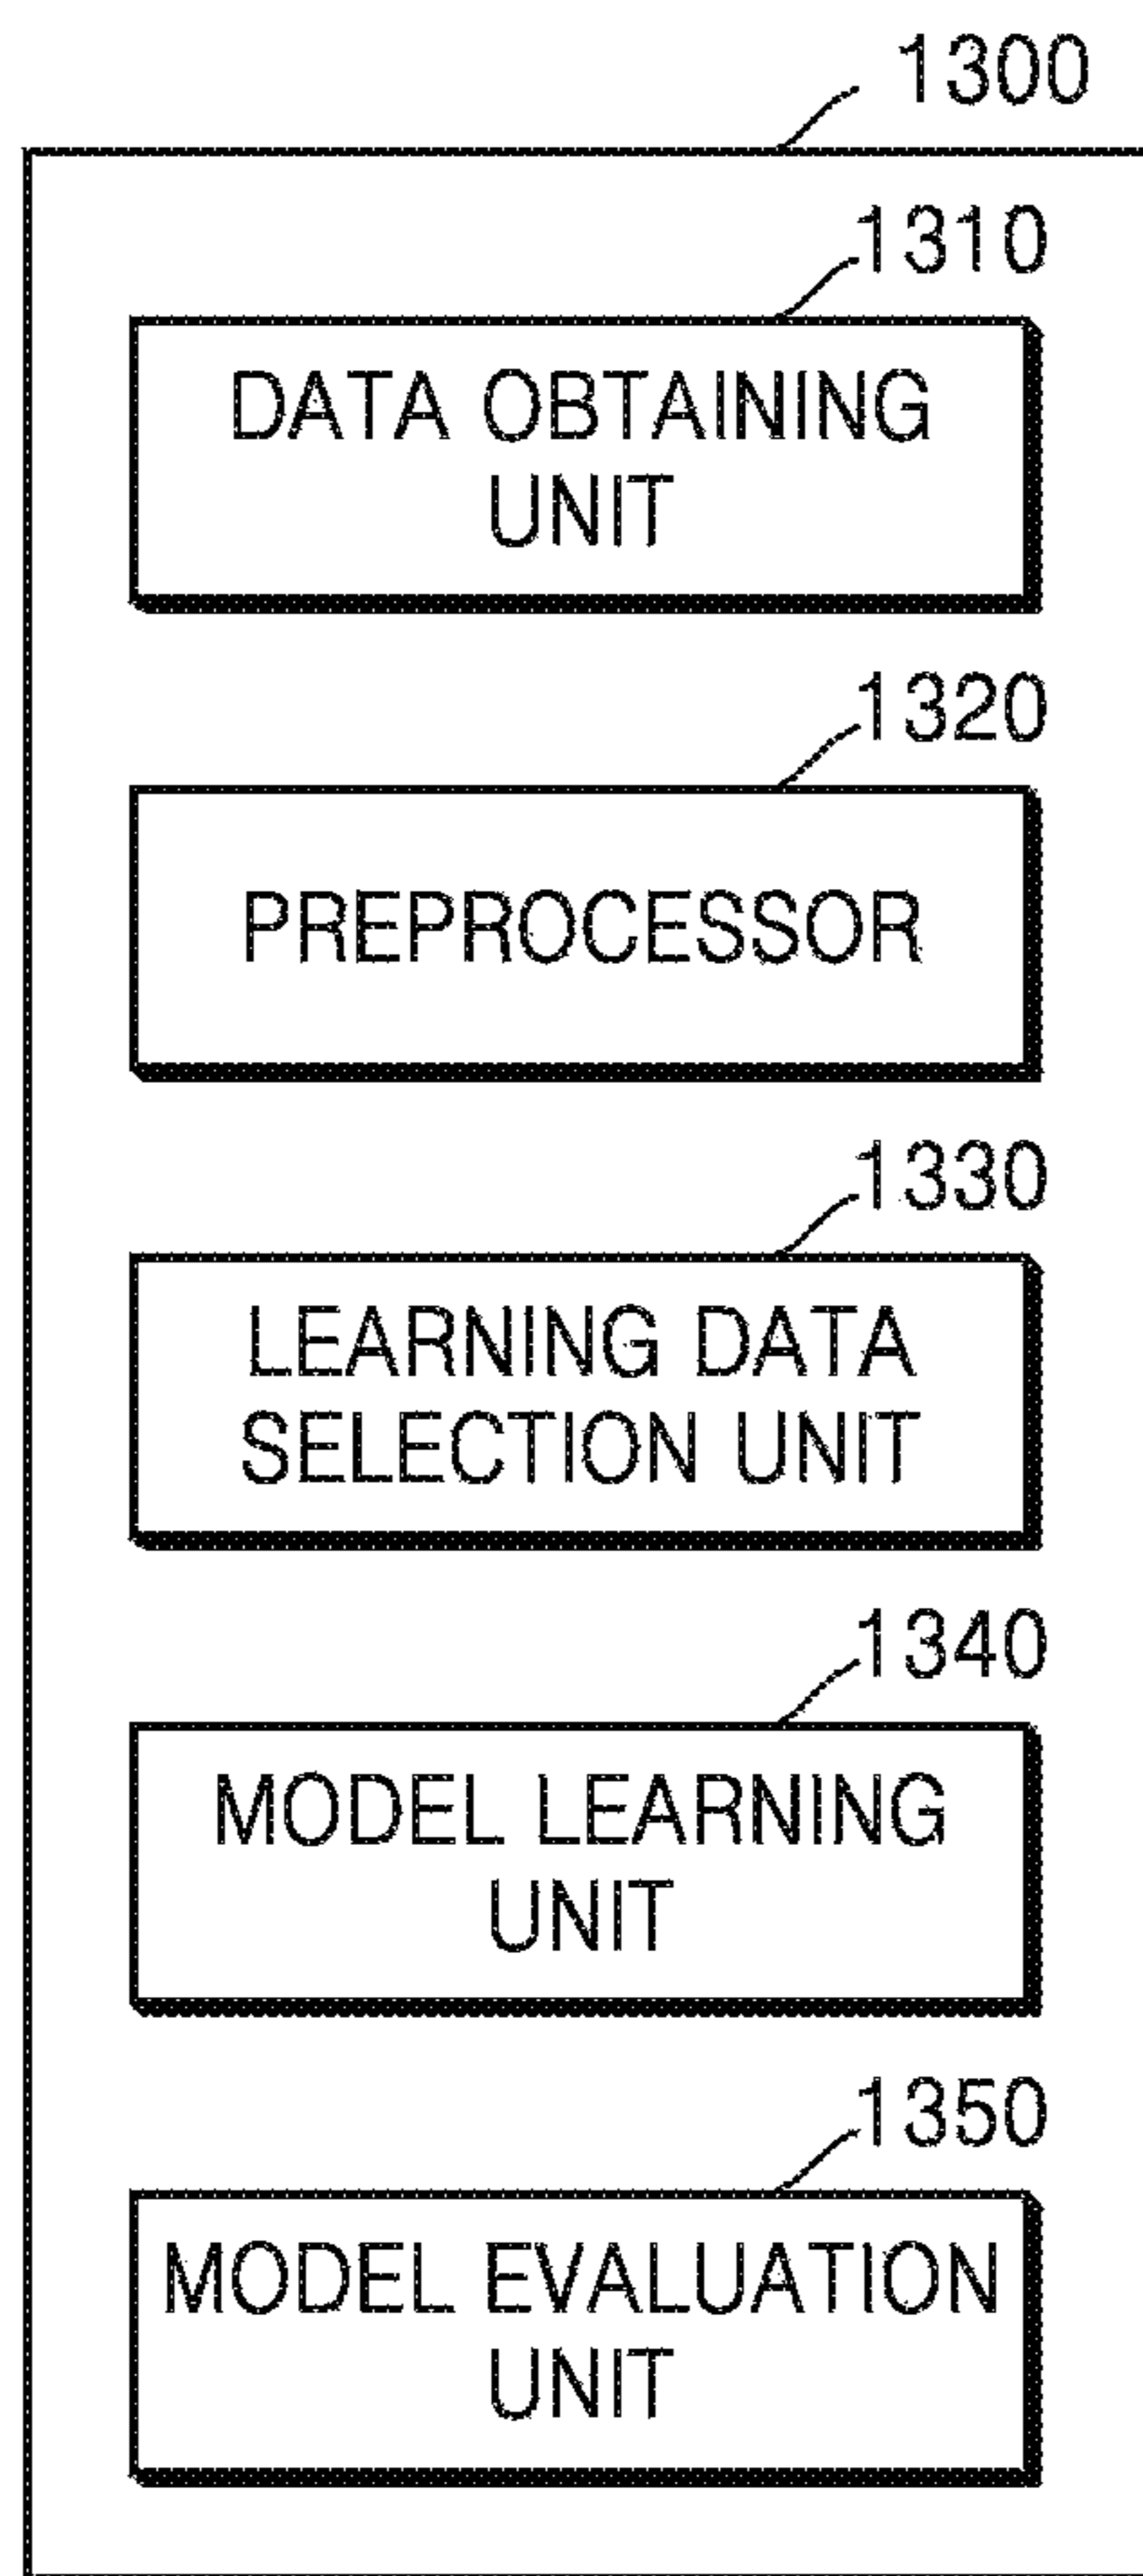 1300
1310
DATA OBTAINING
UNIT
1320
PREPROCESSOR
1330
LEARNING DATA
SELECTION UNIT
1340
MODEL LEARNING
UNIT
1350
MODEL EVALUATION
UNIT